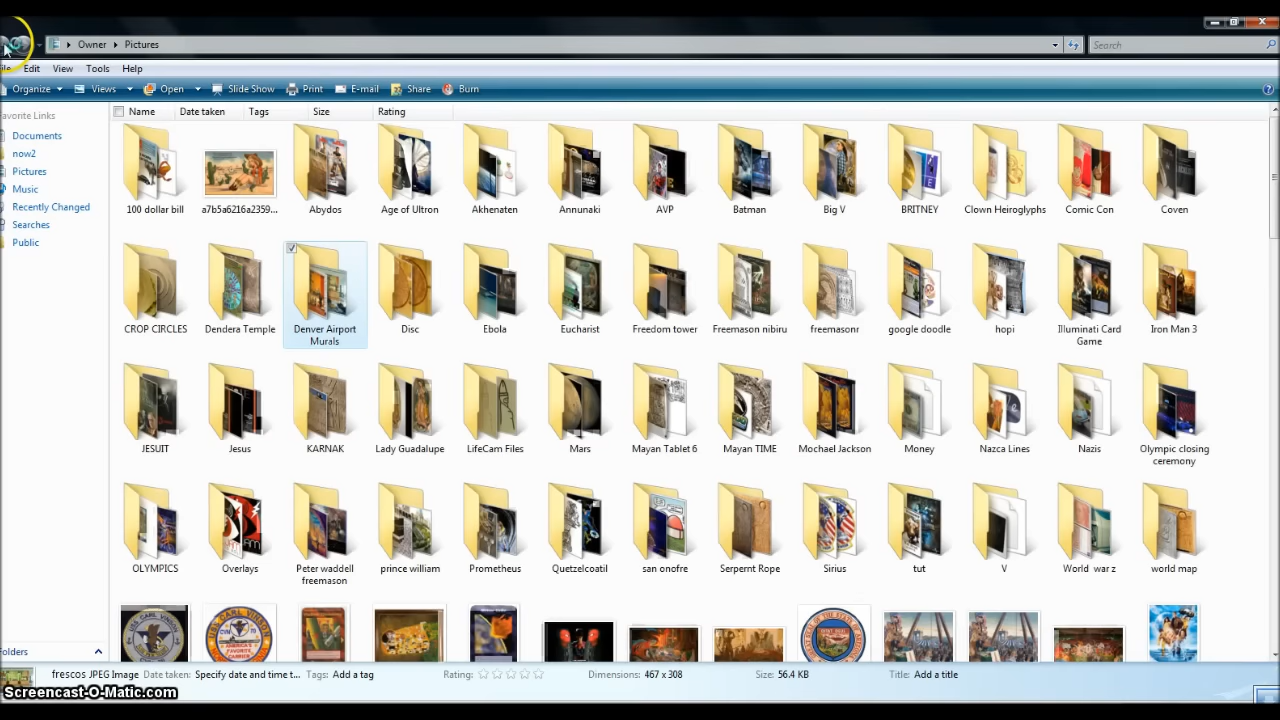 Owner Pictures Search
File Edit View Tools Help
Organize Views Open Slide Show Print E-mail Share Burn
Favorite Links
Documents
now2
Pictures
Music
Recently Changed
Searches
Public
Folders
Name Date taken Tags Size Rating
100 dollar bill a7b5a6216a2359... Abydos Age of Ultron Akhenaten Annunaki AVP Batman Big V BRITNEY Clown Heiroglyphs Comic Con Coven
CROP CIRCLES Dendera Temple Denver Airport Murals Disc Ebola Eucharist Freedom tower Freemason nibiru freemasonr google doodle hopi Illuminati Card Game Iron Man 3
JESUIT Jesus KARNAK Lady Guadalupe LifeCam Files Mars Mayan Tablet 6 Mayan TIME Mochael Jackson Money Nazca Lines Nazis Olympic closing ceremony
OLYMPICS Overlays Peter waddell freemason prince william Prometheus Quetzelcoatil san onofre Serpernt Rope Sirius tut V World war z world map
frescos JPEG Image Date taken: Specify date and time t... Tags: Add a tag Rating: Dimensions: 467 x 308 Size: 56.4 KB Title: Add a title
Screencast-O-Matic.com